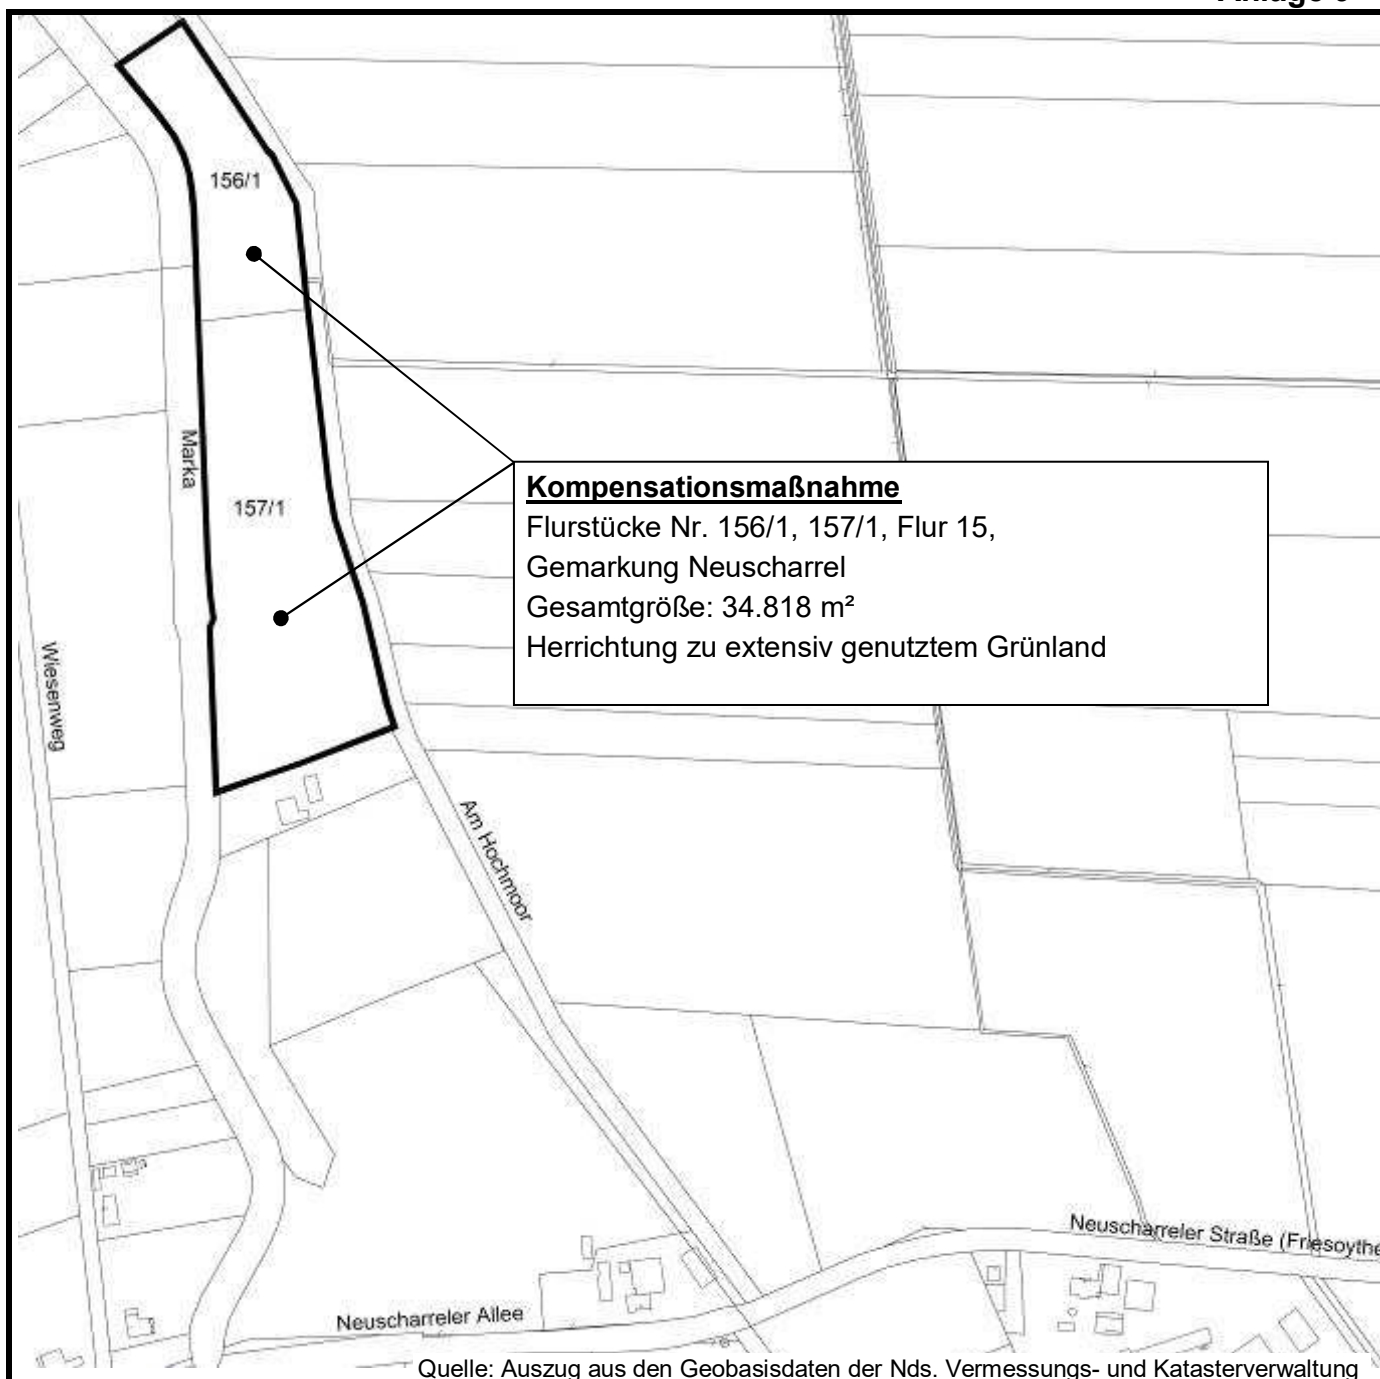 156/1
Marka
157/1
Kompensationsmaßnahme
Flurstücke Nr. 156/1, 157/1, Flur 15,
Gemarkung Neuscharrel
Gesamtgröße: 34.818 m²
Herrichtung zu extensiv genutztem Grünland
Wiesenweg
Am Hochmoor
Neuscharreler Straße (Friesoythe
Neuscharreler Allee
Quelle: Auszug aus den Geobasisdaten der Nds. Vermessungs- und Katasterverwaltung